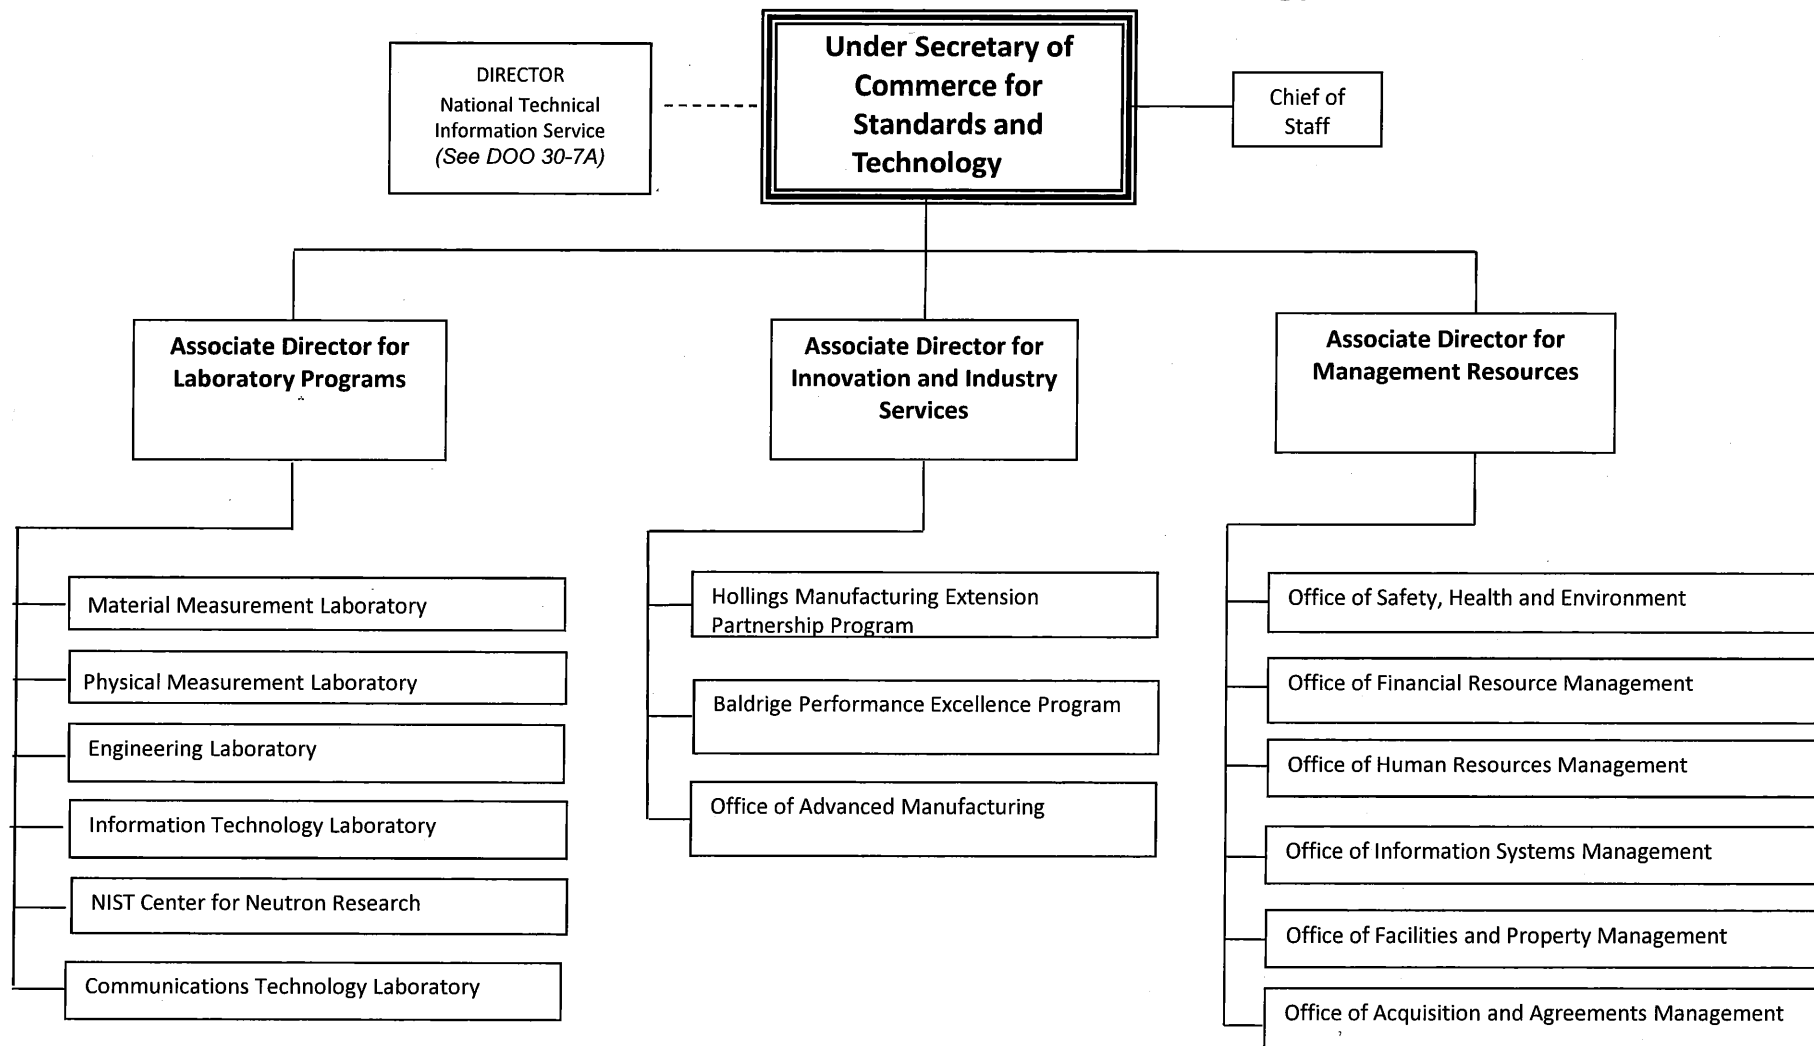 DIRECTOR
National Technical
Information Service
(See DOO 30-7A)
Under Secretary of
Commerce for
Standards and
Technology
Chief of
Staff
Associate Director for
Laboratory Programs
Associate Director for
Innovation and Industry
Services
Associate Director for
Management Resources
Material Measurement Laboratory
Physical Measurement Laboratory
Engineering Laboratory
Information Technology Laboratory
NIST Center for Neutron Research
Communications Technology Laboratory
Hollings Manufacturing Extension
Partnership Program
Baldrige Performance Excellence Program
Office of Advanced Manufacturing
Office of Safety, Health and Environment
Office of Financial Resource Management
Office of Human Resources Management
Office of Information Systems Management
Office of Facilities and Property Management
Office of Acquisition and Agreements Management